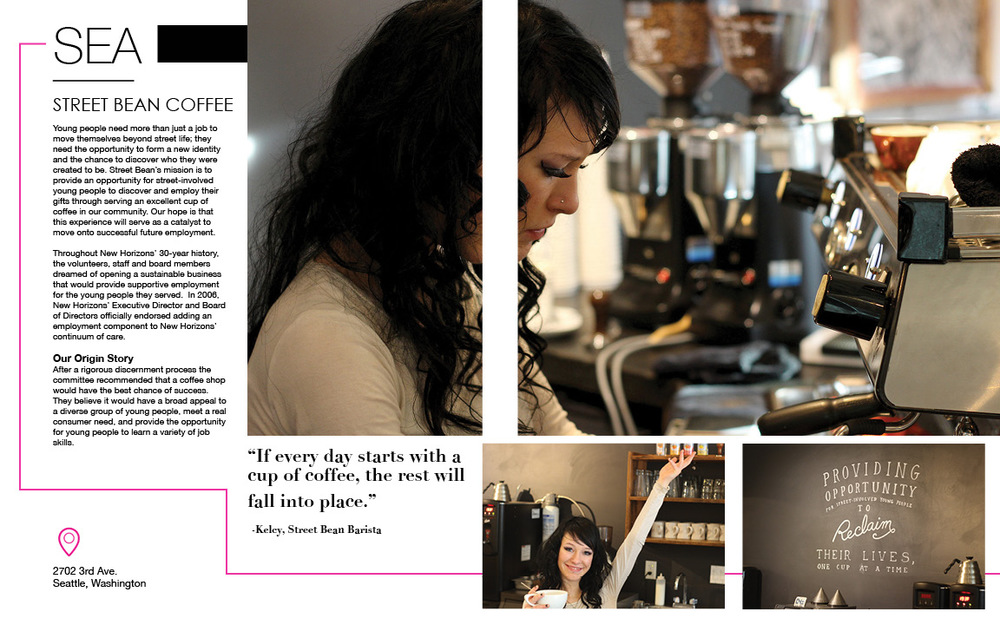 SEA
STREET BEAN COFFEE
Young people need more than just a job to
move themselves beyond street life; they
need the opportunity to form a new identity
and the chance to discover who they were
created to be. Street Bean's mission is to
provide an opportunity for street-involved
young people to discover and employ their
gifts through serving an excellent cup of
coffee in our community. Our hope is that
this experience will serve as a catalyst to
move onto successful future employment.
Throughout New Horizons' 30-year history,
the volunteers, staff and board members
dreamed of opening a sustainable business
that would provide supportive employment
for the young people they served. In 2006,
New Horizons' Executive Director and Board
of Directors officially endorsed adding an
employment component to New Horizons'
continuum of care.
Our Origin Story
After a rigorous discernment process the
committee recommended that a coffee shop
would have the best chance of success.
They believe it would have a broad appeal to
a diverse group of young people, meet a real
consumer need, and provide the opportunity
for young people to learn a variety of job
skills.
2702 3rd Ave.
Seattle, Washington
“If every day starts with a
cup of coffee, the rest will
fall into place.”
-Keley, Street Bean Barista
PROVIDING
OPPORTUNITY
FOR STREET-INVOLVED YOUNG PEOPLE
TO
Reclaim
THEIR LIVES,
ONE CUP AT A TIME